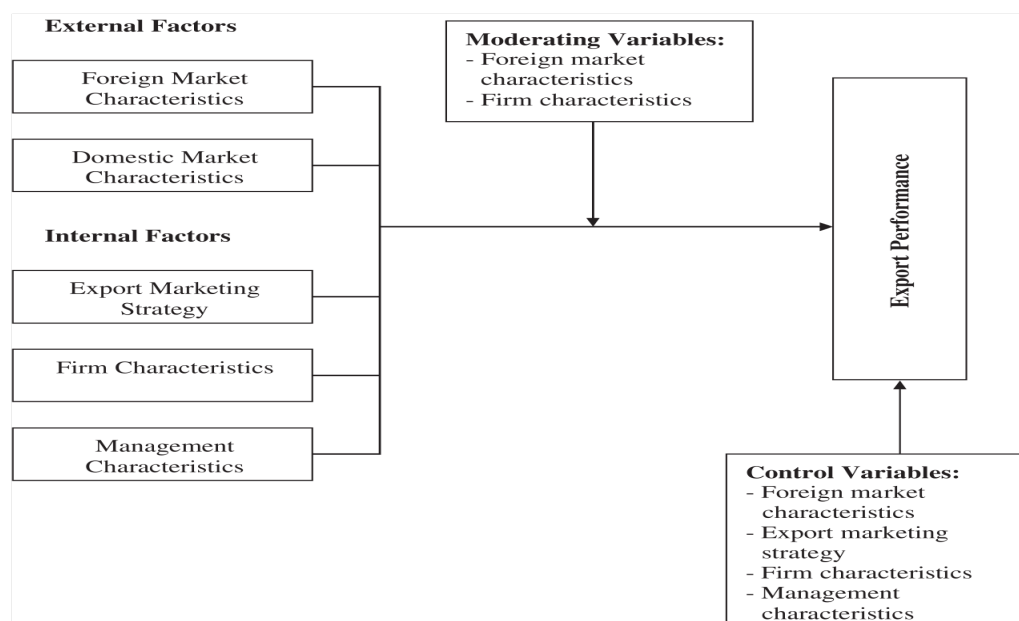 External Factors
Foreign Market
Characteristics
Domestic Market
Characteristics
Internal Factors
Export Marketing
Strategy
Firm Characteristics
Management
Characteristics
Moderating Variables:
- Foreign market
characteristics
- Firm characteristics
Export Performance
Control Variables:
- Foreign market
characteristics
- Export marketing
strategy
- Firm characteristics
- Management
characteristics